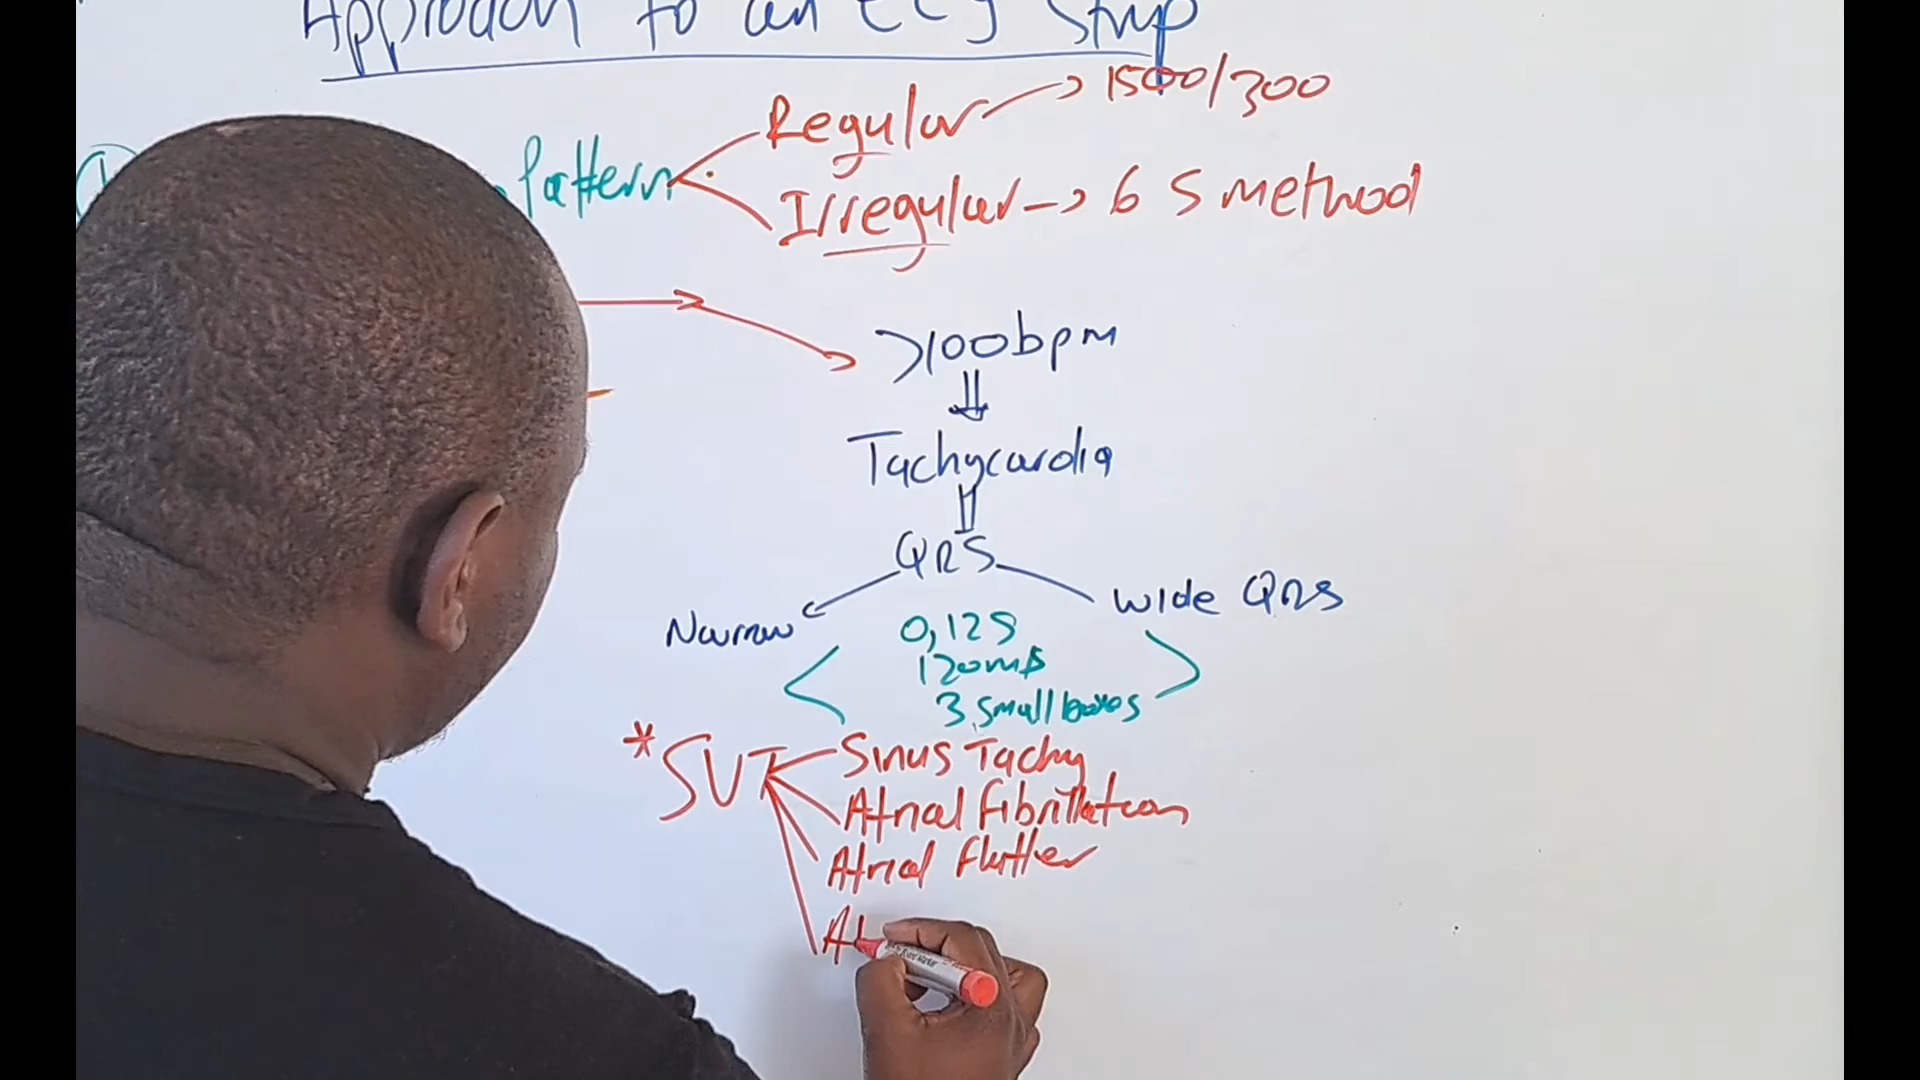 Approach to an ECG Strip
Regular → 1500/300
Pattern
Irregular → 6 S method
>100bpm
Tachycardia
QRS
Narrow
Wide QRS
0,12S
120ms
3 small boxes
*SVT
Sinus Tachy
Atrial fibrillation
Atrial flutter